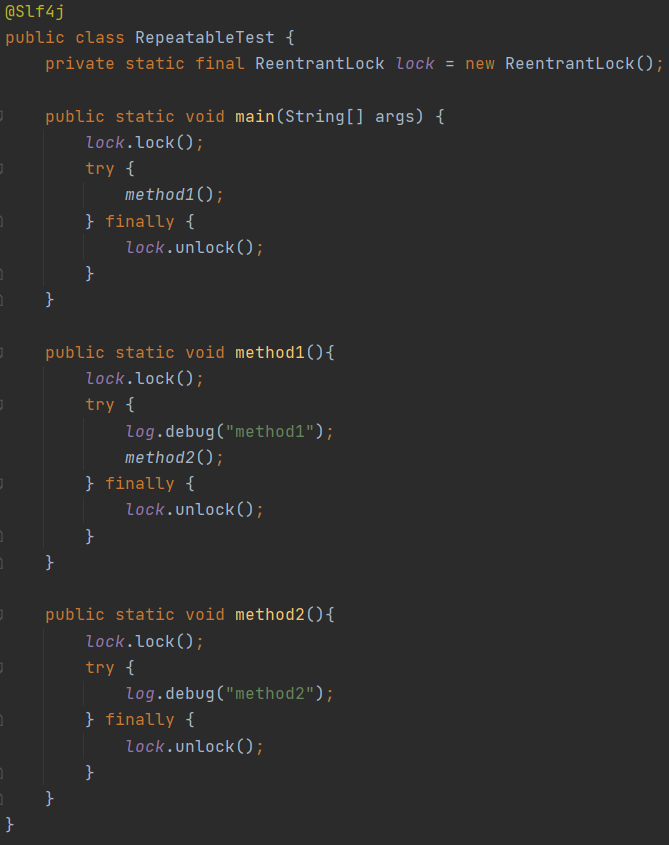 @Slf4j
public class RepeatableTest {
    private static final ReentrantLock lock = new ReentrantLock();
    public static void main(String[] args) {
        lock.lock();
        try {
            method1();
        } finally {
            lock.unlock();
        }
    }
    public static void method1(){
        lock.lock();
        try {
            log.debug("method1");
            method2();
        } finally {
            lock.unlock();
        }
    }
    public static void method2(){
        lock.lock();
        try {
            log.debug("method2");
        } finally {
            lock.unlock();
        }
    }
}